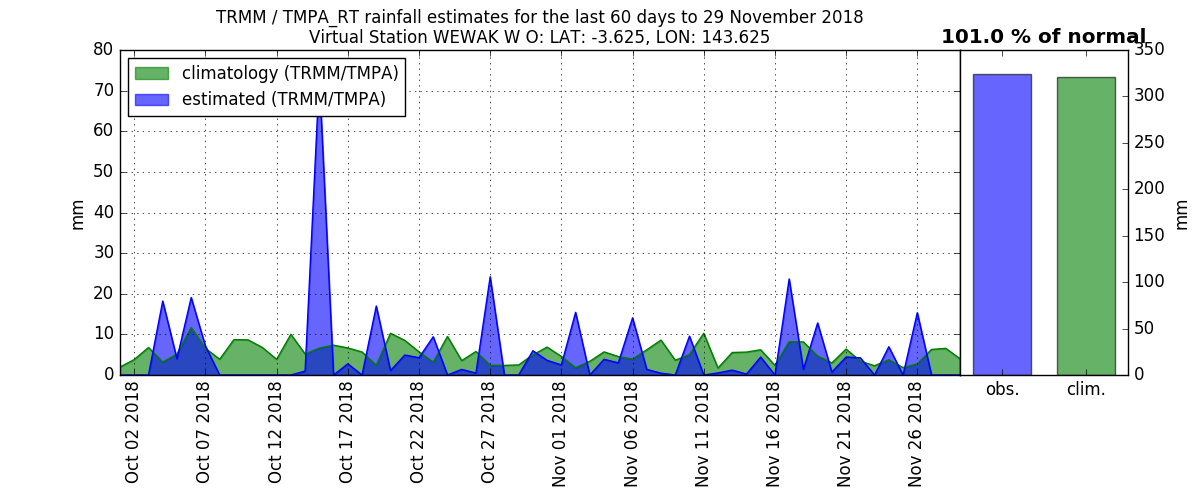 TRMM / TMPA_RT rainfall estimates for the last 60 days to 29 November 2018
Virtual Station WEWAK W O: LAT: -3.625, LON: 143.625
101.0 % of normal
climatology (TRMM/TMPA)
estimated (TRMM/TMPA)
mm
80
70
60
50
40
30
20
10
0
Oct 02 2018
Oct 07 2018
Oct 12 2018
Oct 17 2018
Oct 22 2018
Oct 27 2018
Nov 01 2018
Nov 06 2018
Nov 11 2018
Nov 16 2018
Nov 21 2018
Nov 26 2018
350
300
250
200
150
100
50
0
mm
obs.
clim.